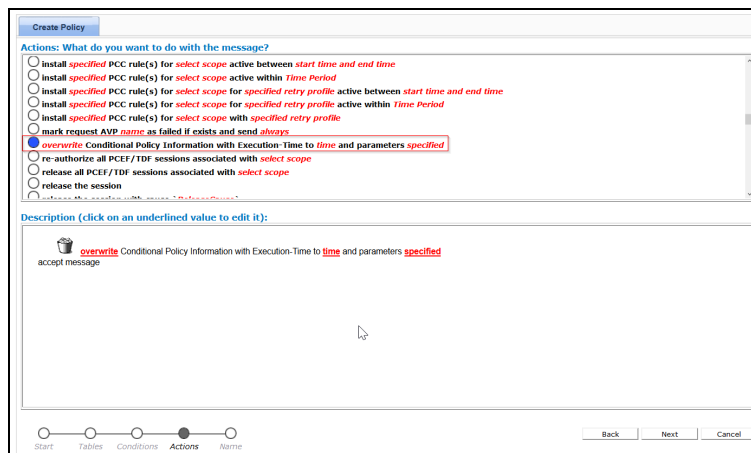 Create Policy
Actions: What do you want to do with the message?
install specified PCC rule(s) for select scope active between start time and end time
install specified PCC rule(s) for select scope active within Time Period
install specified PCC rule(s) for select scope for specified retry profile active between start time and end time
install specified PCC rule(s) for select scope for specified retry profile active within Time Period
install specified PCC rule(s) for select scope with specified retry profile
mark request AVP name as failed if exists and send always
overwrite Conditional Policy Information with Execution-Time to time and parameters specified
re-authorize all PCEF/TDF sessions associated with select scope
release all PCEF/TDF sessions associated with select scope
release the session
release the session with cause `ReleaseCause`
Description (click on an underlined value to edit it):
overwrite Conditional Policy Information with Execution-Time to time and parameters specified
accept message
Start Tables Conditions Actions Name
Back Next Cancel